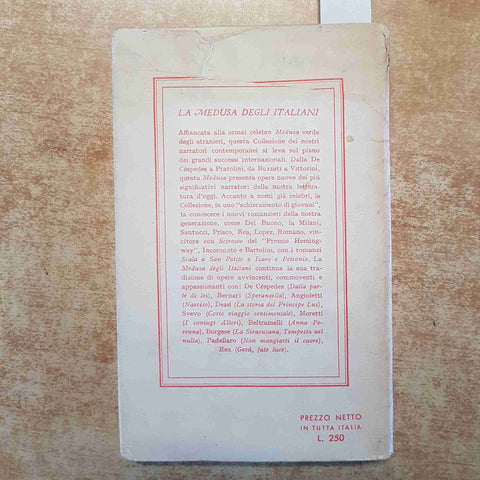 LA MEDUSA DEGLI ITALIANI
Affiancata alla ormai celebre Medusa verde
degli stranieri, questa Collezione dei nostri
narratori contemporanei si leva sul piano
dei grandi successi internazionali. Dalla De
Céspedes a Pratolini, da Buzzati a Vittorini,
questa Medusa presenta opere nuove dei più
significativi narratori della nostra lettera-
tura d'oggi. Accanto a nomi già celebri, la
Collezione, in uno "schieramento di giovani",
fa conoscere i nuovi romanzieri della nostra
generazione, come Del Buono, la Milani,
Santucci, Prisco, Rea, Lopez, Romano, vin-
citore con Scirocco del "Premio Heming-
way", Incoronato e Bartolini, con i romanzi
Scala a San Potito e Icaro e Petronio. La
Medusa degli Italiani continua la sua tra-
dizione di opere avvincenti, commoventi e
appassionanti con: De Céspedes (Dalla par-
te di lei), Bernari (Speranzella), Angioletti
(Narciso), Dessì (La storia del Principe Lui),
Svevo (Corto viaggio sentimentale), Moretti
(I coniugi Allori), Beltramelli (Anna Pe-
renna), Borgese (La Siracusana, Tempesta nel
nulla), Padellaro (Non mangiarti il cuore),
Rea (Gesù, fate luce).
PREZZO NETTO
IN TUTTA ITALIA
L. 250